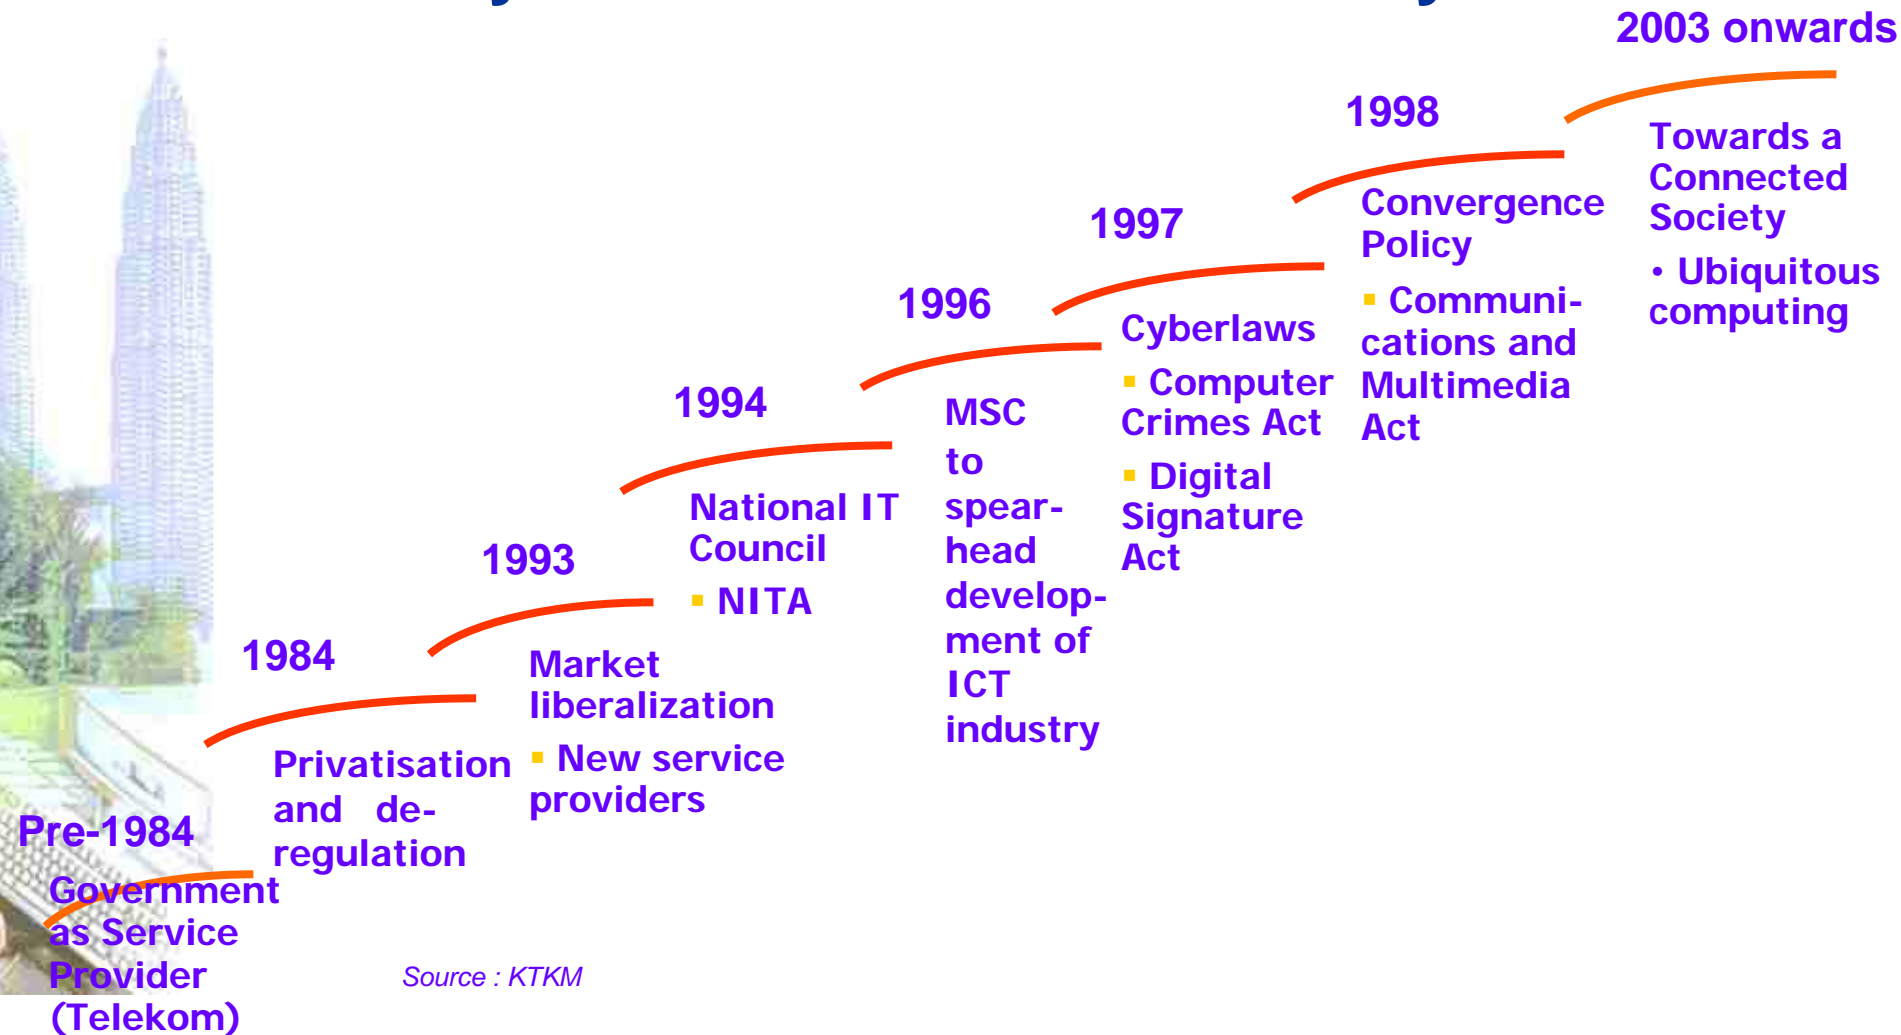 Pre-1984
Government
as Service
Provider
(Telekom)
1984
Privatisation
and de-
regulation
1993
Market
liberalization
▪ New service
providers
1994
National IT
Council
▪ NITA
1996
MSC
to
spear-
head
develop-
ment of
ICT
industry
1997
Cyberlaws
▪ Computer
Crimes Act
▪ Digital
Signature
Act
1998
Convergence
Policy
▪ Communi-
cations and
Multimedia
Act
2003 onwards
Towards a
Connected
Society
• Ubiquitous
computing
Source : KTKM